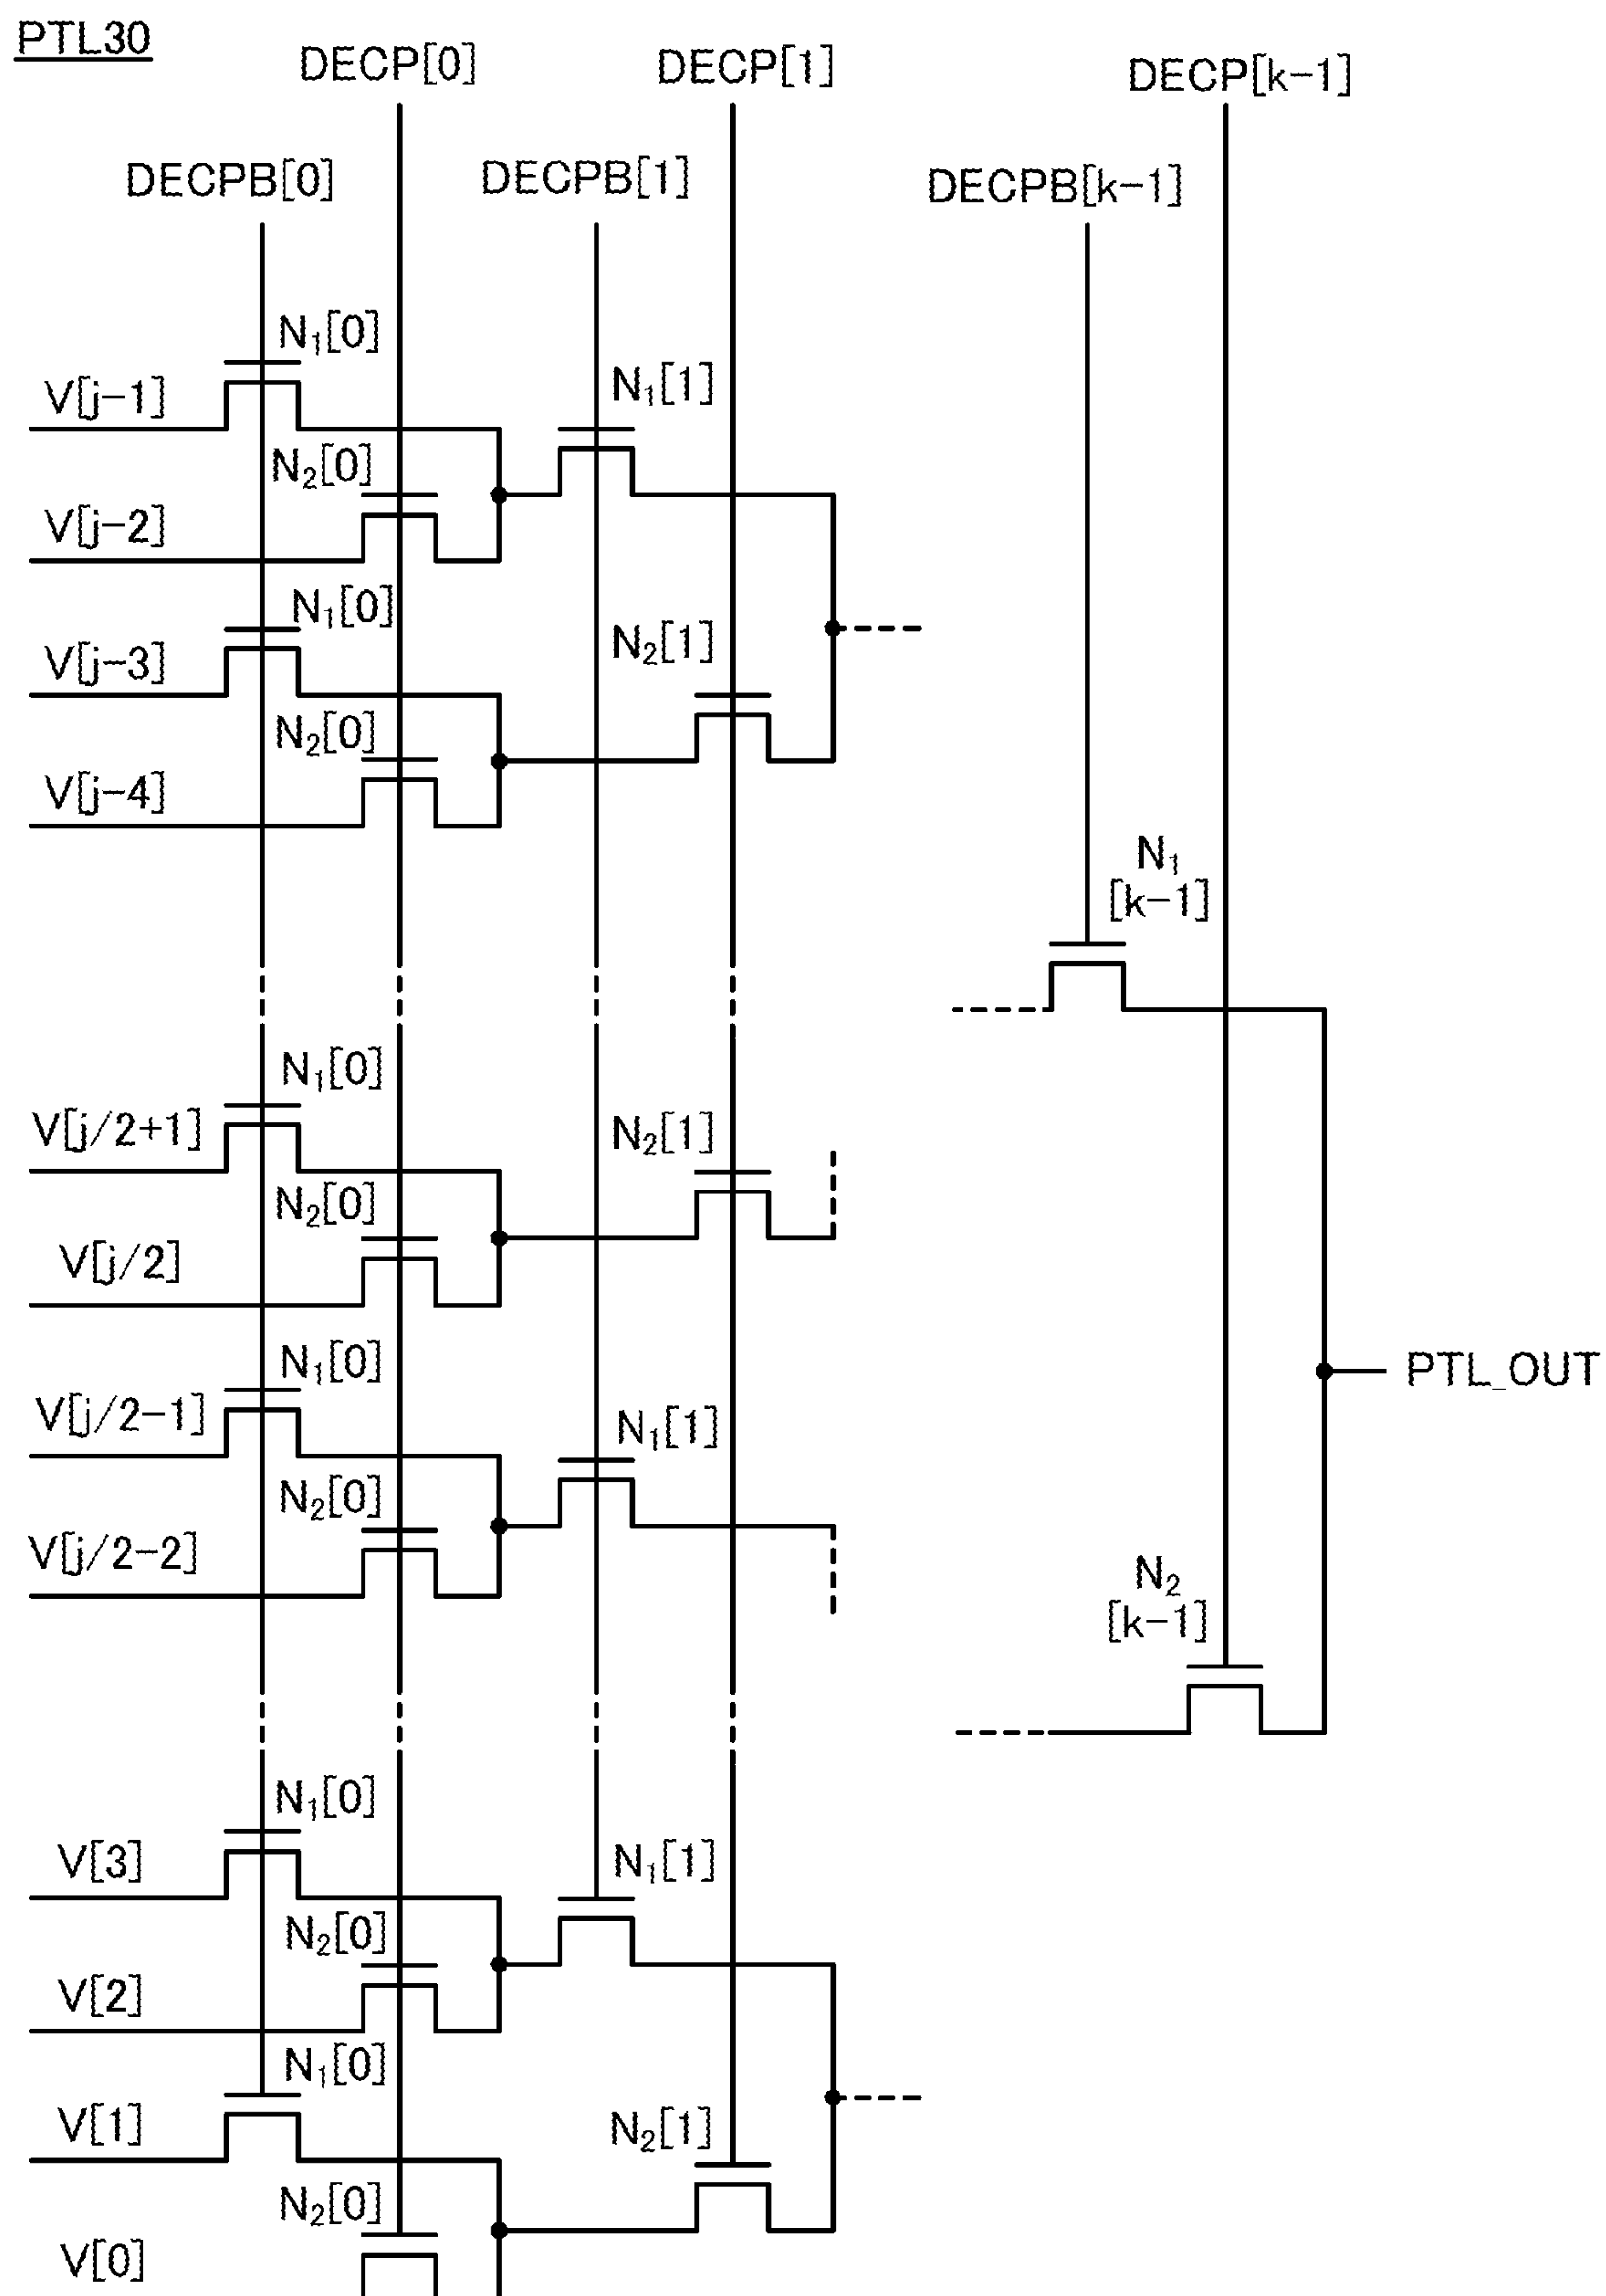 PTL30
DECP[0]
DECP[1]
DECP[k-1]
DECPB[0]
DECPB[1]
DECPB[k-1]
N1[0]
V[j-1]
N1[1]
N2[0]
V[j-2]
N1[0]
V[j-3]
N2[1]
N2[0]
V[j-4]
N1
[k-1]
N1[0]
V[j/2+1]
N2[1]
N2[0]
V[j/2]
N1[0]
PTL_OUT
V[j/2-1]
N1[1]
N2[0]
V[j/2-2]
N2
[k-1]
N1[0]
V[3]
N1[1]
N2[0]
V[2]
N1[0]
V[1]
N2[1]
N2[0]
V[0]